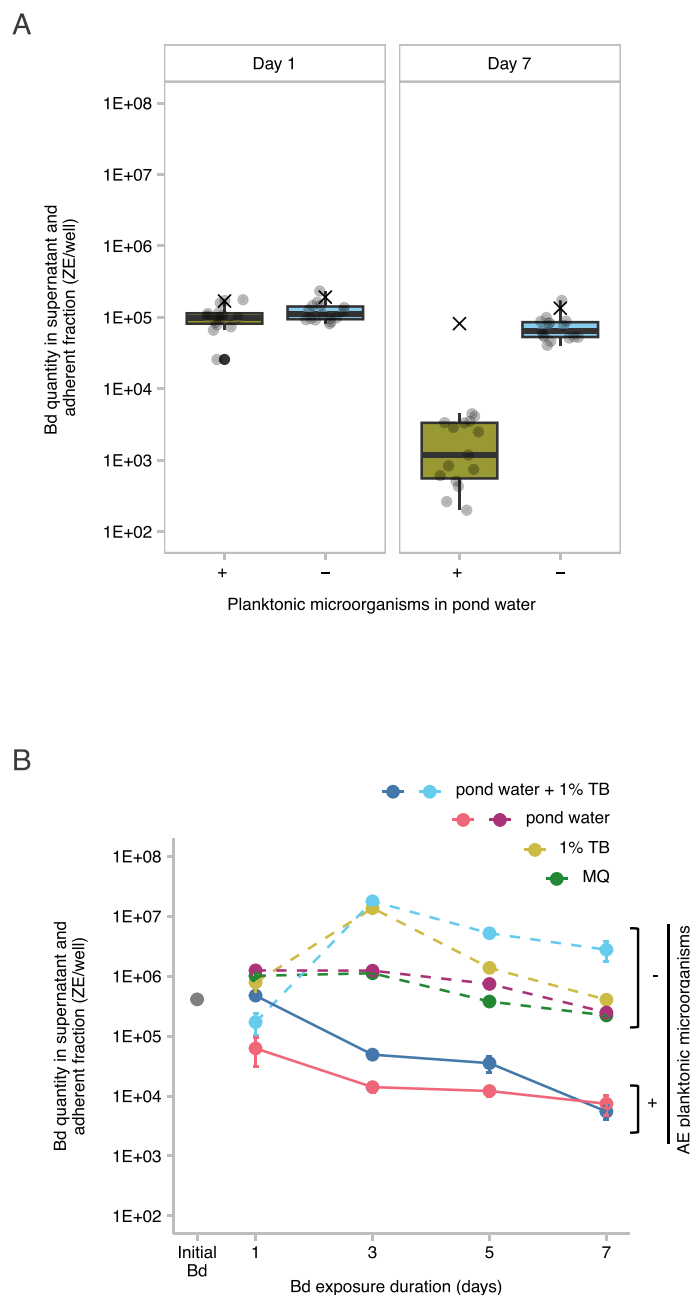 A
Day 1
Day 7
Bd quantity in supernatant and
adherent fraction (ZE/well)
1E+08
1E+07
1E+06
1E+05
1E+04
1E+03
1E+02
+
−
+
−
Planktonic microorganisms in pond water
B
pond water + 1% TB
pond water
1% TB
MQ
Bd quantity in supernatant and
adherent fraction (ZE/well)
1E+08
1E+07
1E+06
1E+05
1E+04
1E+03
1E+02
-
+
AE planktonic microorganisms
Initial
Bd
1
3
5
7
Bd exposure duration (days)